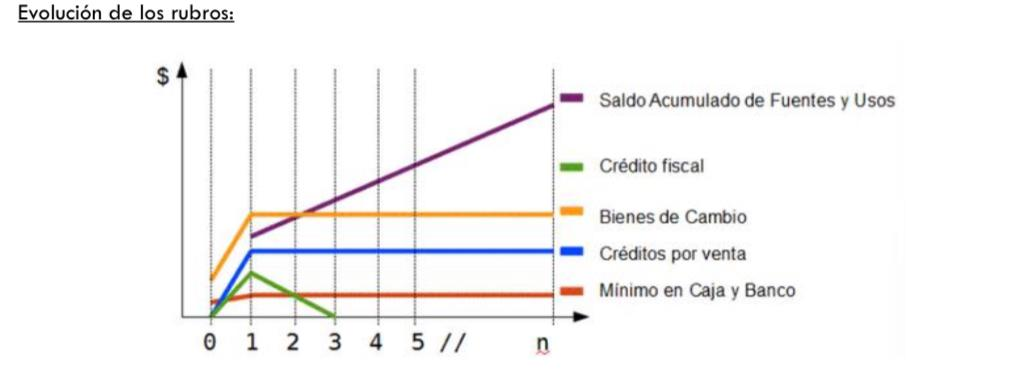 Evolución de los rubros:
$
Saldo Acumulado de Fuentes y Usos
Crédito fiscal
Bienes de Cambio
Créditos por venta
Mínimo en Caja y Banco
0 1 2 3 4 5 // n